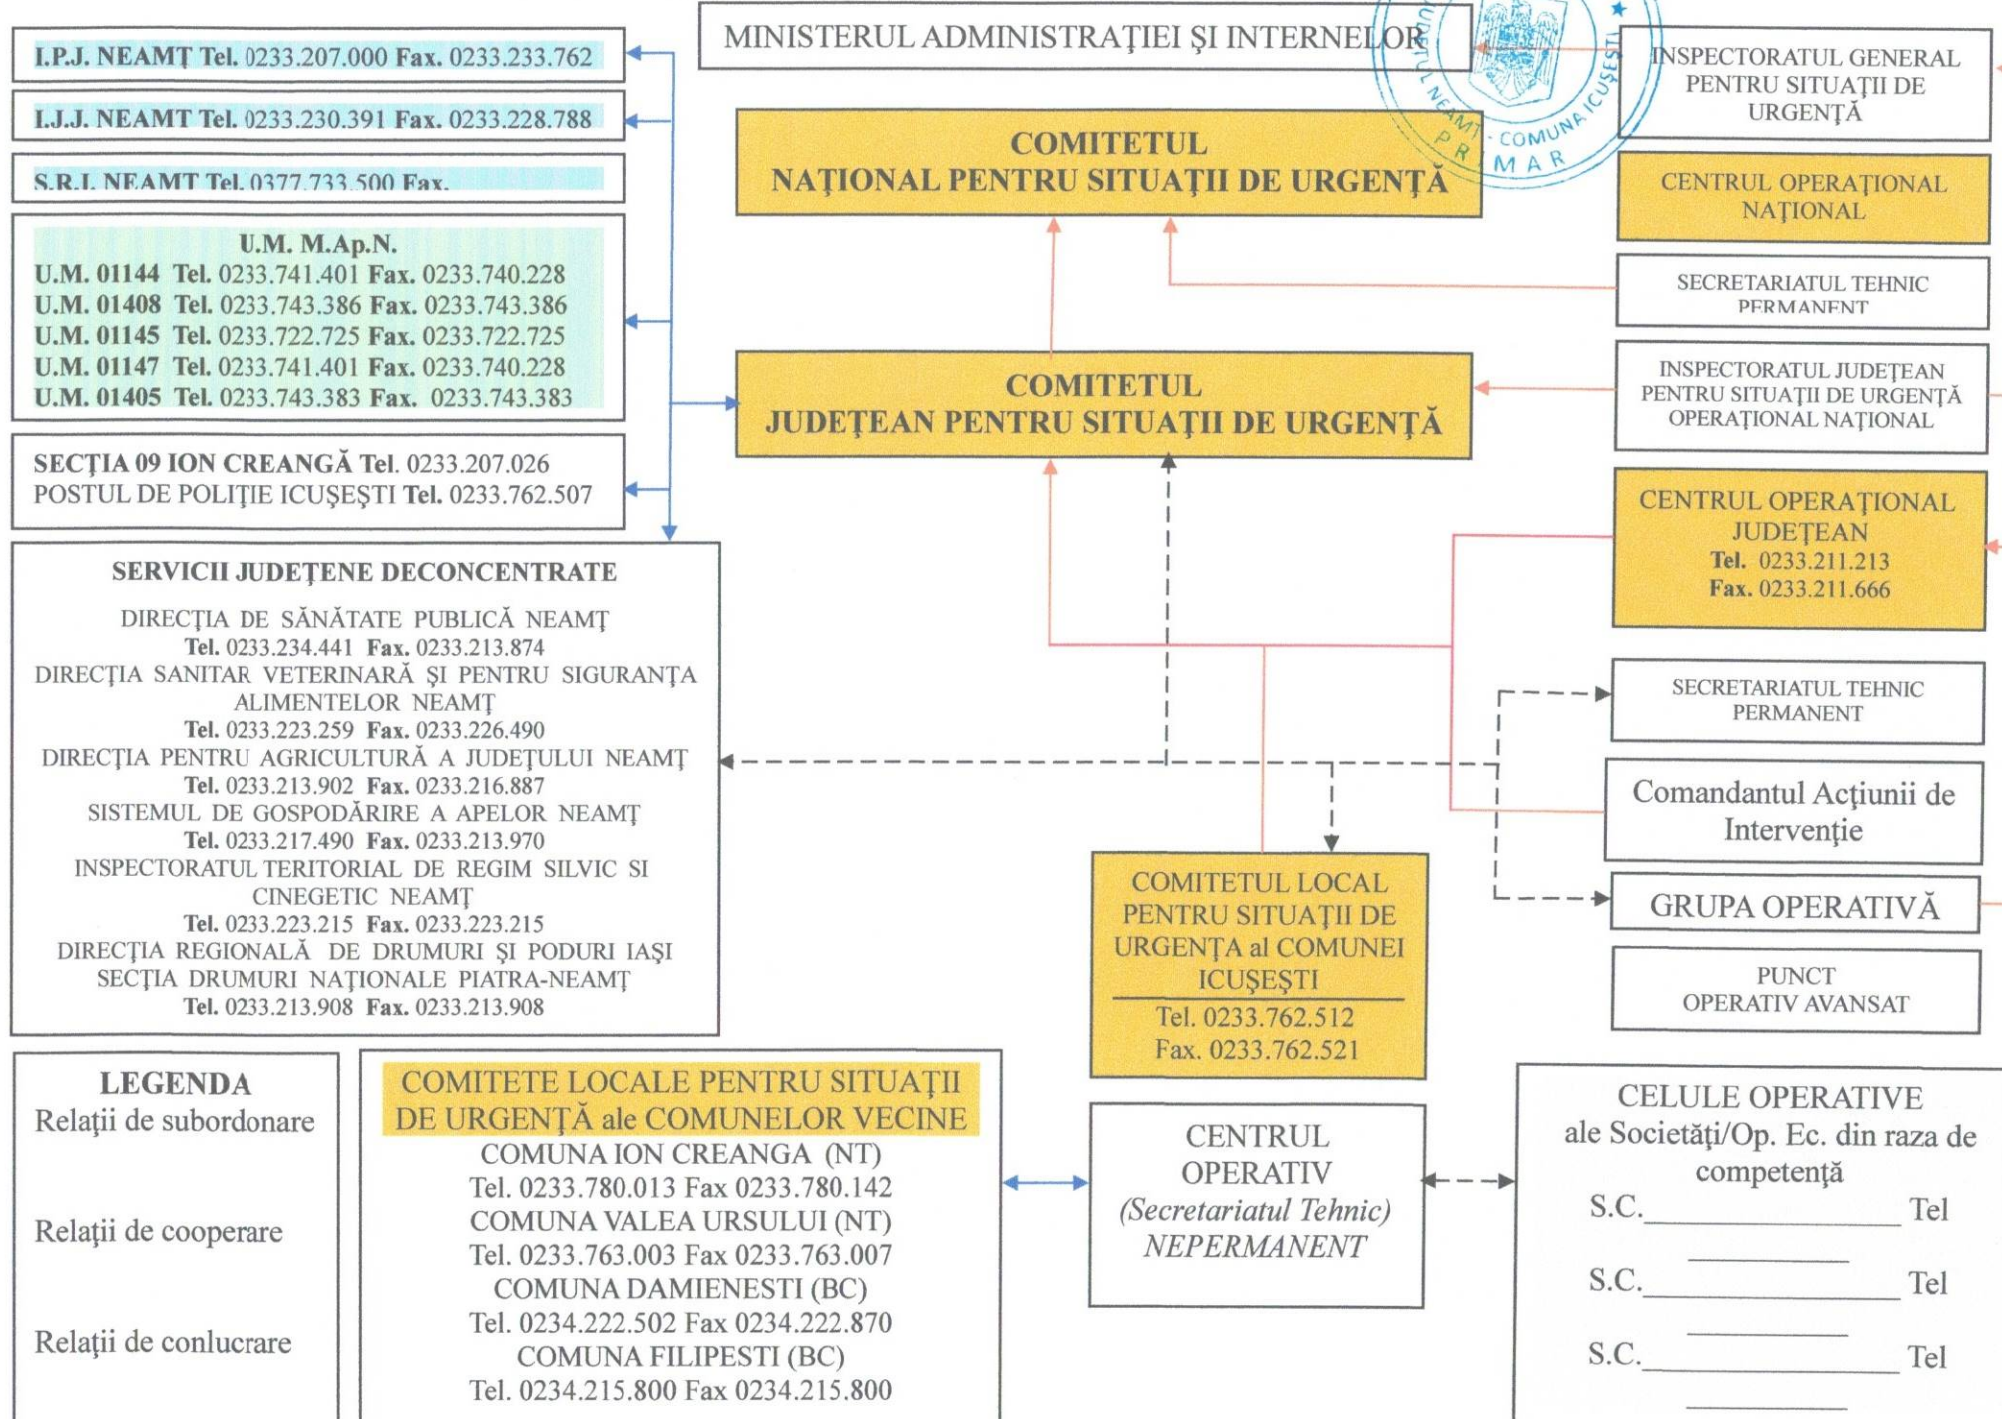 MINISTERUL ADMINISTRAŢIEI ŞI INTERNELOR
JUDEŢUL NEAMŢ - COMUNA ICUŞEŞTI ★
PRIMAR
I.P.J. NEAMŢ Tel. 0233.207.000 Fax. 0233.233.762
I.J.J. NEAMT Tel. 0233.230.391 Fax. 0233.228.788
S.R.I. NEAMT Tel. 0377.733.500 Fax.
U.M. M.Ap.N.
U.M. 01144 Tel. 0233.741.401 Fax. 0233.740.228
U.M. 01408 Tel. 0233.743.386 Fax. 0233.743.386
U.M. 01145 Tel. 0233.722.725 Fax. 0233.722.725
U.M. 01147 Tel. 0233.741.401 Fax. 0233.740.228
U.M. 01405 Tel. 0233.743.383 Fax. 0233.743.383
SECŢIA 09 ION CREANGĂ Tel. 0233.207.026
POSTUL DE POLIŢIE ICUŞEŞTI Tel. 0233.762.507
SERVICII JUDEŢENE DECONCENTRATE
DIRECŢIA DE SĂNĂTATE PUBLICĂ NEAMŢ
Tel. 0233.234.441 Fax. 0233.213.874
DIRECŢIA SANITAR VETERINARĂ ŞI PENTRU SIGURANŢA
ALIMENTELOR NEAMŢ
Tel. 0233.223.259 Fax. 0233.226.490
DIRECŢIA PENTRU AGRICULTURĂ A JUDEŢULUI NEAMŢ
Tel. 0233.213.902 Fax. 0233.216.887
SISTEMUL DE GOSPODĂRIRE A APELOR NEAMŢ
Tel. 0233.217.490 Fax. 0233.213.970
INSPECTORATUL TERITORIAL DE REGIM SILVIC SI
CINEGETIC NEAMŢ
Tel. 0233.223.215 Fax. 0233.223.215
DIRECŢIA REGIONALĂ DE DRUMURI ŞI PODURI IAŞI
SECŢIA DRUMURI NAŢIONALE PIATRA-NEAMŢ
Tel. 0233.213.908 Fax. 0233.213.908
COMITETUL
NAŢIONAL PENTRU SITUAŢII DE URGENŢĂ
COMITETUL
JUDEŢEAN PENTRU SITUAŢII DE URGENŢĂ
INSPECTORATUL GENERAL
PENTRU SITUAŢII DE
URGENŢĂ
CENTRUL OPERAŢIONAL
NAŢIONAL
SECRETARIATUL TEHNIC
PERMANENT
INSPECTORATUL JUDEŢEAN
PENTRU SITUAŢII DE URGENŢĂ
OPERAŢIONAL NAŢIONAL
CENTRUL OPERAŢIONAL
JUDEŢEAN
Tel. 0233.211.213
Fax. 0233.211.666
SECRETARIATUL TEHNIC
PERMANENT
Comandantul Acţiunii de
Intervenţie
GRUPA OPERATIVĂ
PUNCT
OPERATIV AVANSAT
COMITETUL LOCAL
PENTRU SITUAŢII DE
URGENŢA al COMUNEI
ICUŞEŞTI
Tel. 0233.762.512
Fax. 0233.762.521
LEGENDA
Relaţii de subordonare
Relaţii de cooperare
Relaţii de conlucrare
COMITETE LOCALE PENTRU SITUAŢII
DE URGENŢĂ ale COMUNELOR VECINE
COMUNA ION CREANGA (NT)
Tel. 0233.780.013 Fax 0233.780.142
COMUNA VALEA URSULUI (NT)
Tel. 0233.763.003 Fax 0233.763.007
COMUNA DAMIENESTI (BC)
Tel. 0234.222.502 Fax 0234.222.870
COMUNA FILIPESTI (BC)
Tel. 0234.215.800 Fax 0234.215.800
CENTRUL
OPERATIV
(Secretariatul Tehnic)
NEPERMANENT
CELULE OPERATIVE
ale Societăţi/Op. Ec. din raza de
competenţă
S.C.____________ Tel
________
S.C.____________ Tel
________
S.C.____________ Tel
________